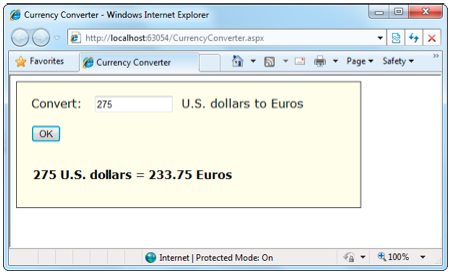 Currency Converter - Windows Internet Explorer
http://localhost:63054/CurrencyConverter.aspx
Favorites Currency Converter Page Safety »
Convert: 275 U.S. dollars to Euros
OK
275 U.S. dollars = 233.75 Euros
Internet | Protected Mode: On 100%